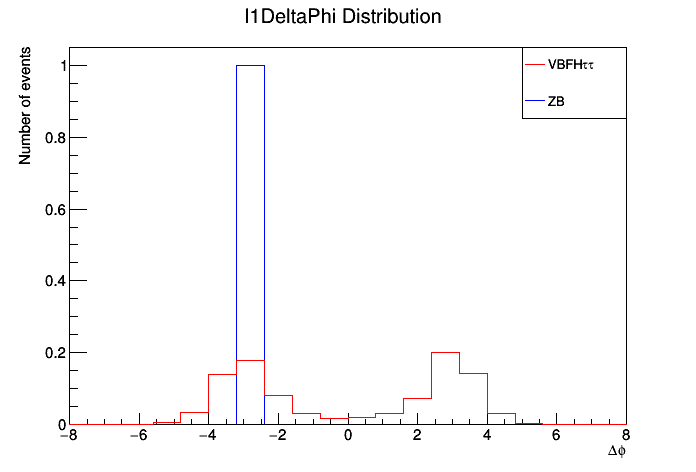 l1DeltaPhi Distribution
Number of events
VBFHττ
ZB
1
0.8
0.6
0.4
0.2
0
−8 −6 −4 −2 0 2 4 6 8
Δϕ